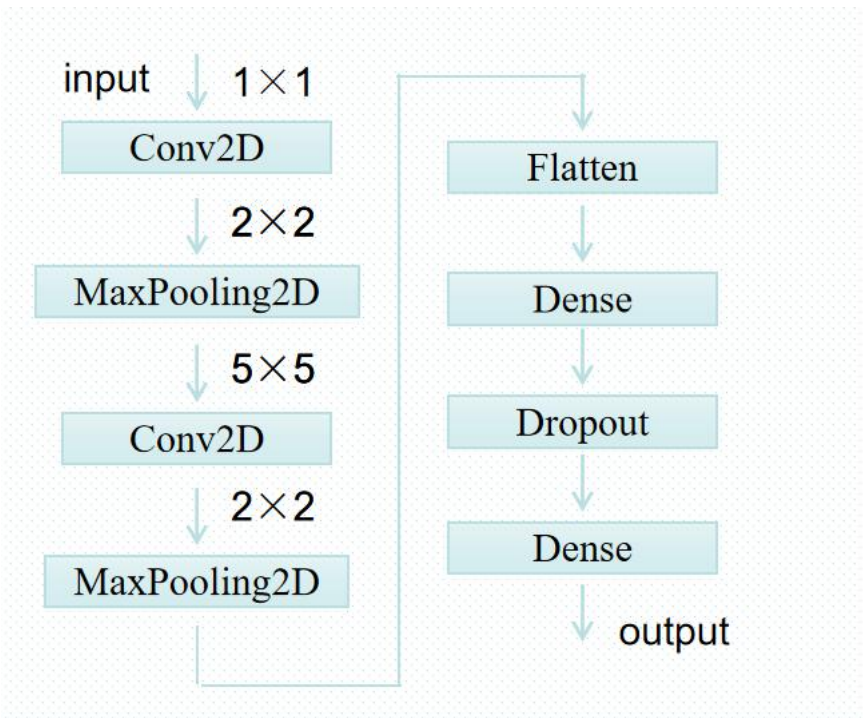 input 1×1
Conv2D
2×2
MaxPooling2D
5×5
Conv2D
2×2
MaxPooling2D
Flatten
Dense
Dropout
Dense
output